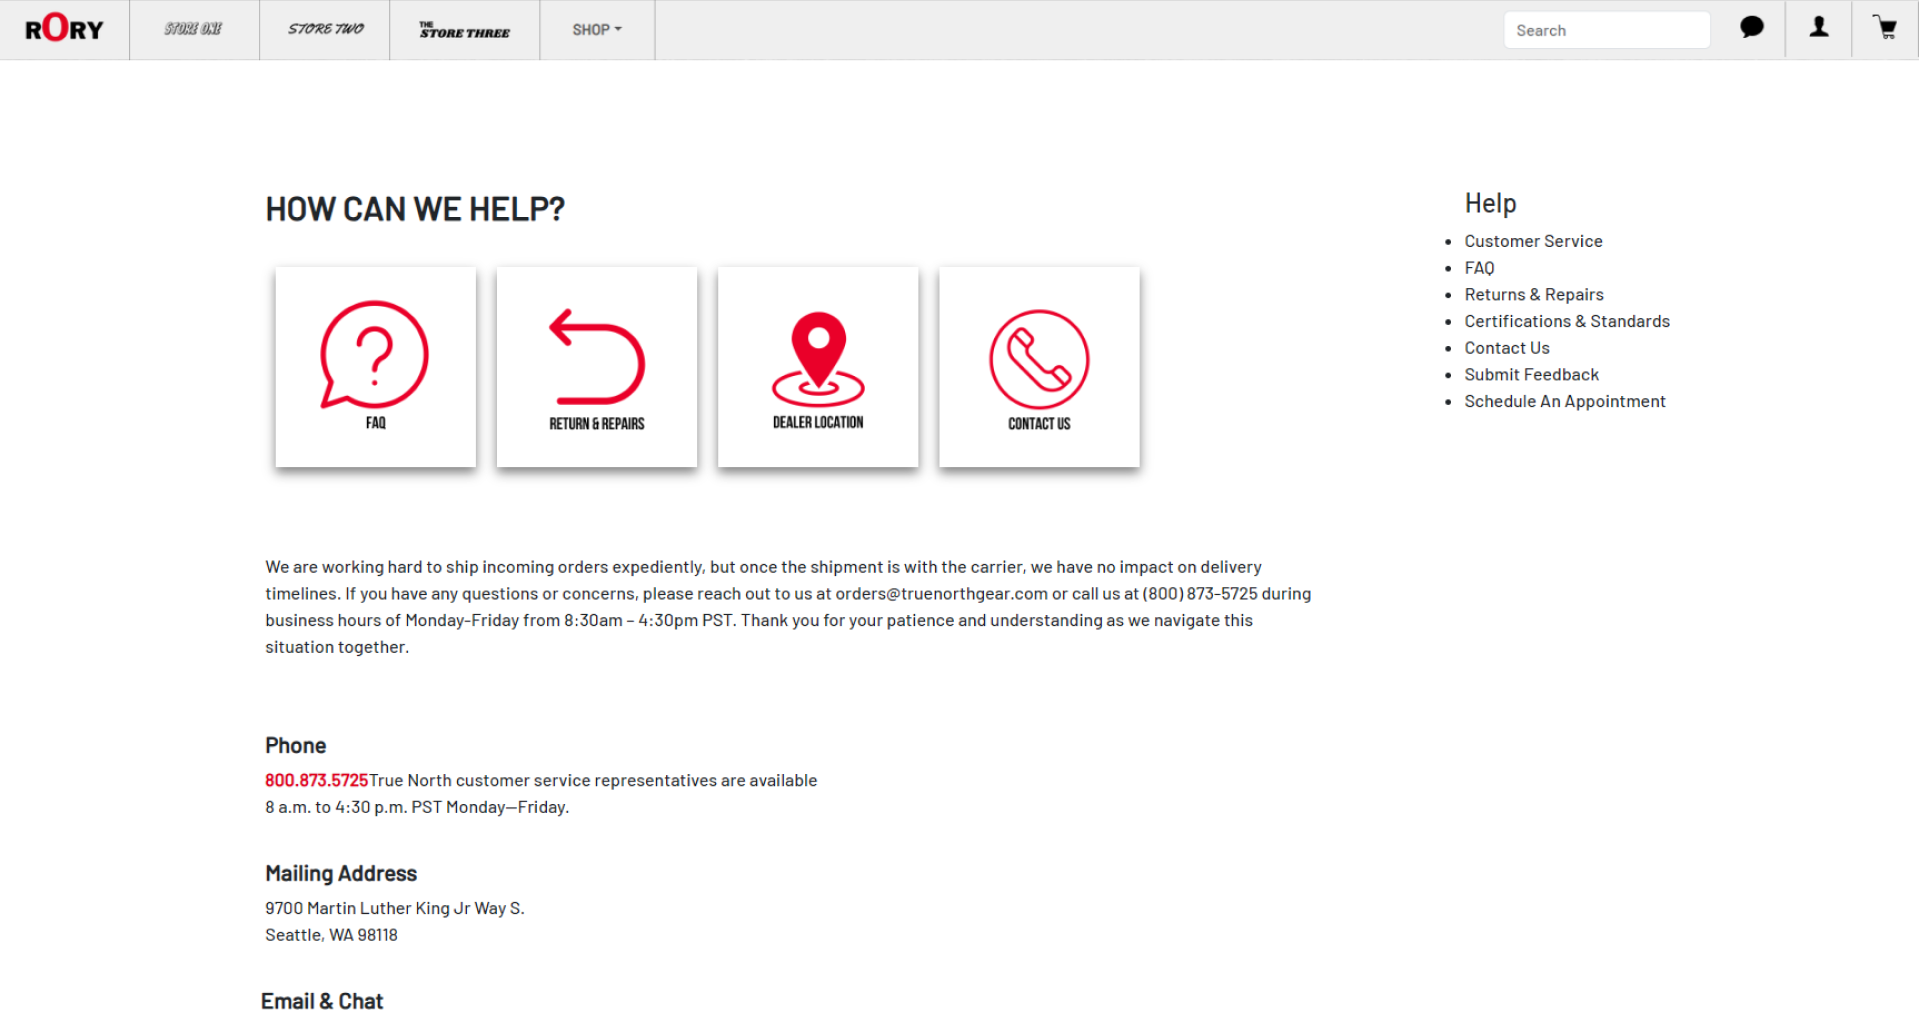 RORY
STORE ONE
STORE TWO
THE
STORE THREE
SHOP
Search
HOW CAN WE HELP?
FAQ
RETURN & REPAIRS
DEALER LOCATION
CONTACT US
Help
Customer Service
FAQ
Returns & Repairs
Certifications & Standards
Contact Us
Submit Feedback
Schedule An Appointment
We are working hard to ship incoming orders expediently, but once the shipment is with the carrier, we have no impact on delivery
timelines. If you have any questions or concerns, please reach out to us at orders@truenorthgear.com or call us at (800) 873-5725 during
business hours of Monday-Friday from 8:30am – 4:30pm PST. Thank you for your patience and understanding as we navigate this
situation together.
Phone
800.873.5725True North customer service representatives are available
8 a.m. to 4:30 p.m. PST Monday—Friday.
Mailing Address
9700 Martin Luther King Jr Way S.
Seattle, WA 98118
Email & Chat